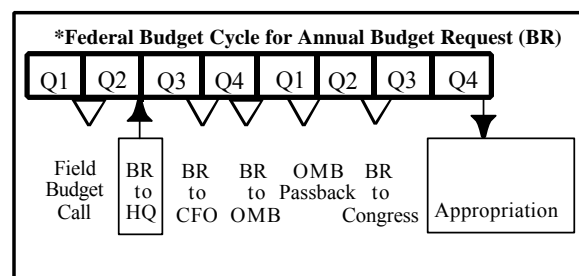 *Federal Budget Cycle for Annual Budget Request (BR)
Q1 Q2 Q3 Q4 Q1 Q2 Q3 Q4
Field
Budget
Call
BR
to
HQ
BR
to
CFO
BR
to
OMB
OMB
Passback
BR
to
Congress
Appropriation